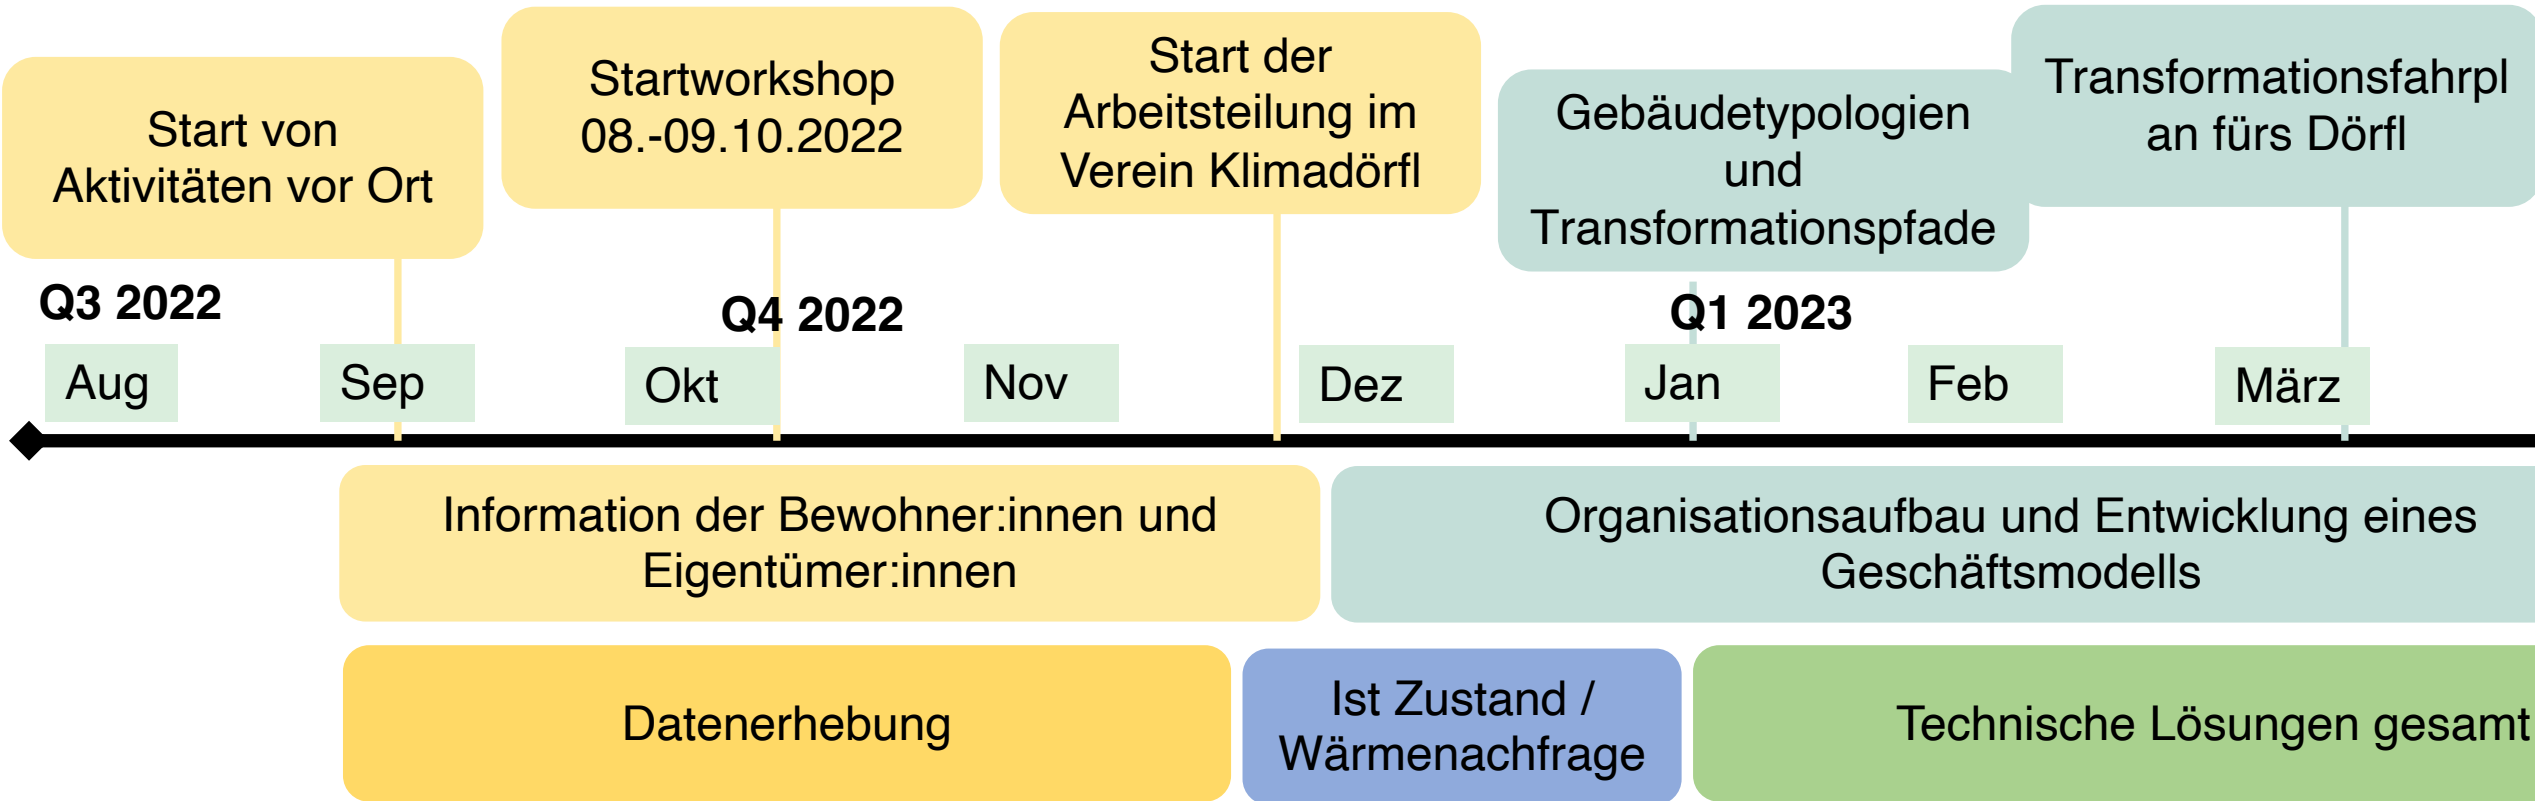 Start von
Aktivitäten vor Ort
Startworkshop
08.-09.10.2022
Start der
Arbeitsteilung im
Verein Klimadörfl
Gebäudetypologien
und
Transformationspfade
Transformationsfahrpl
an fürs Dörfl
Q3 2022
Q4 2022
Q1 2023
Aug
Sep
Okt
Nov
Dez
Jan
Feb
März
Information der Bewohner:innen und
Eigentümer:innen
Organisationsaufbau und Entwicklung eines
Geschäftsmodells
Datenerhebung
Ist Zustand /
Wärmenachfrage
Technische Lösungen gesamt